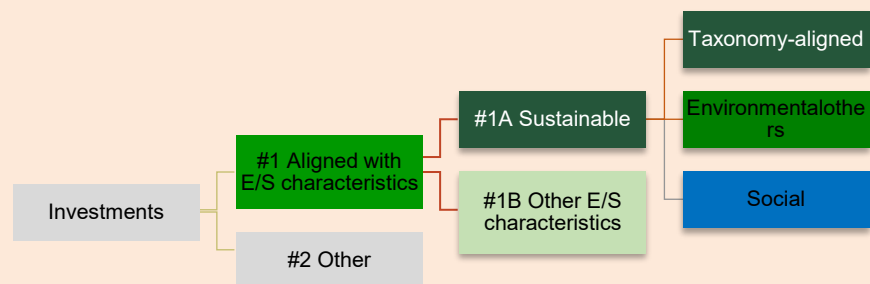 Investments
#1 Aligned with
E/S characteristics
#2 Other
#1A Sustainable
#1B Other E/S
characteristics
Taxonomy-aligned
Environmentalothe
rs
Social